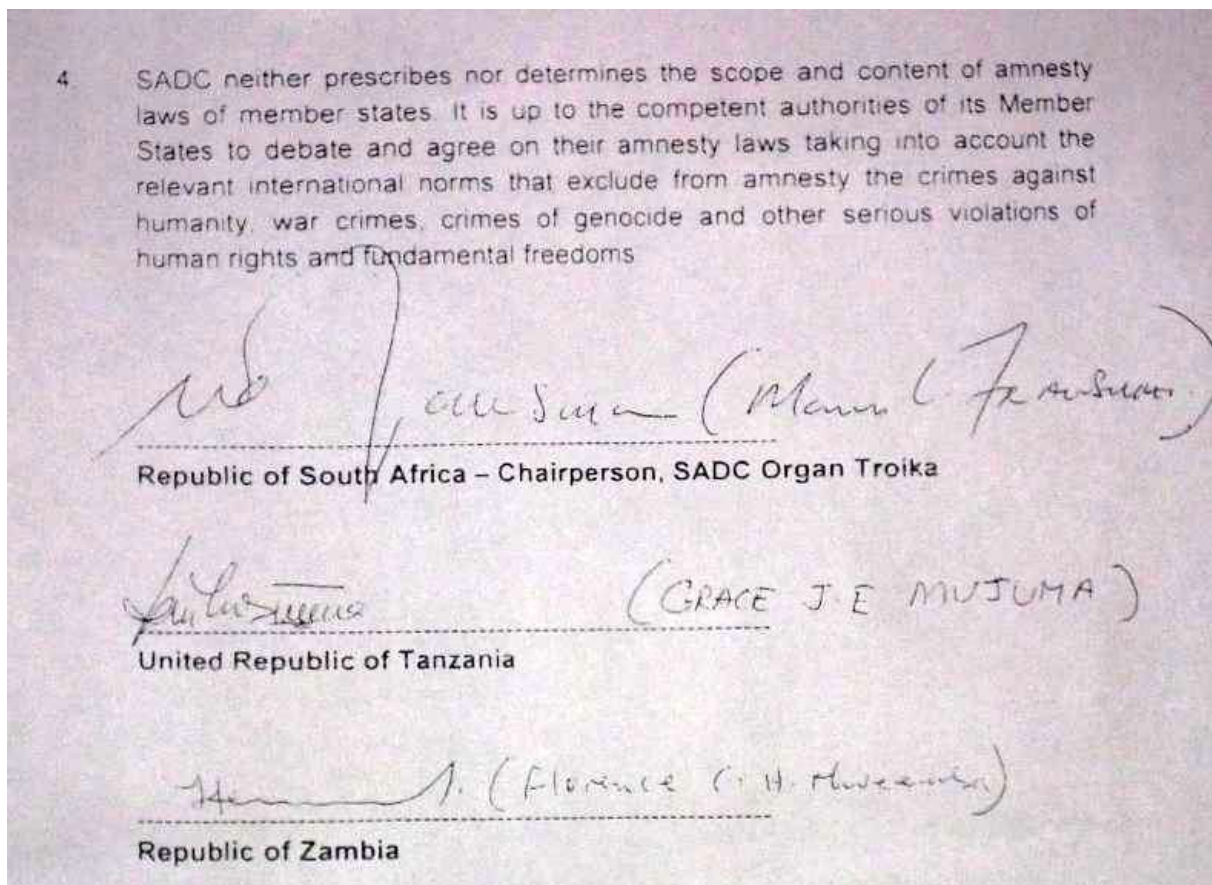 4. SADC neither prescribes nor determines the scope and content of amnesty
laws of member states. It is up to the competent authorities of its Member
States to debate and agree on their amnesty laws taking into account the
relevant international norms that exclude from amnesty the crimes against
humanity, war crimes, crimes of genocide and other serious violations of
human rights and fundamental freedoms
Republic of South Africa – Chairperson, SADC Organ Troika
(GRACE J.E MUJUMA)
United Republic of Tanzania
(Florence C. H.
Republic of Zambia